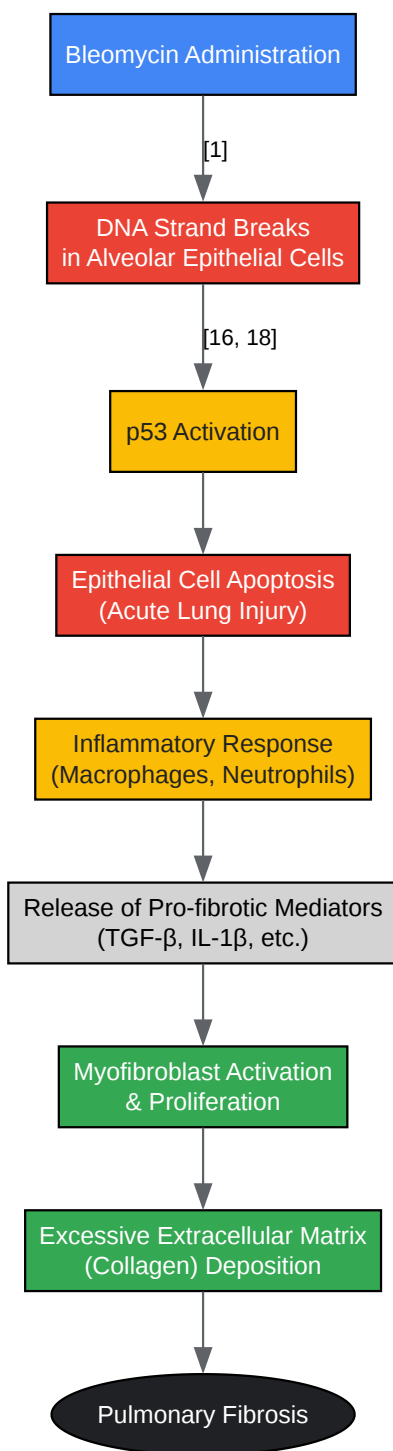 Bleomycin Administration
[1]
DNA Strand Breaks
in Alveolar Epithelial Cells
[16, 18]
p53 Activation
Epithelial Cell Apoptosis
(Acute Lung Injury)
Inflammatory Response
(Macrophages, Neutrophils)
Release of Pro-fibrotic Mediators
(TGF-β, IL-1β, etc.)
Myofibroblast Activation
& Proliferation
Excessive Extracellular Matrix
(Collagen) Deposition
Pulmonary Fibrosis